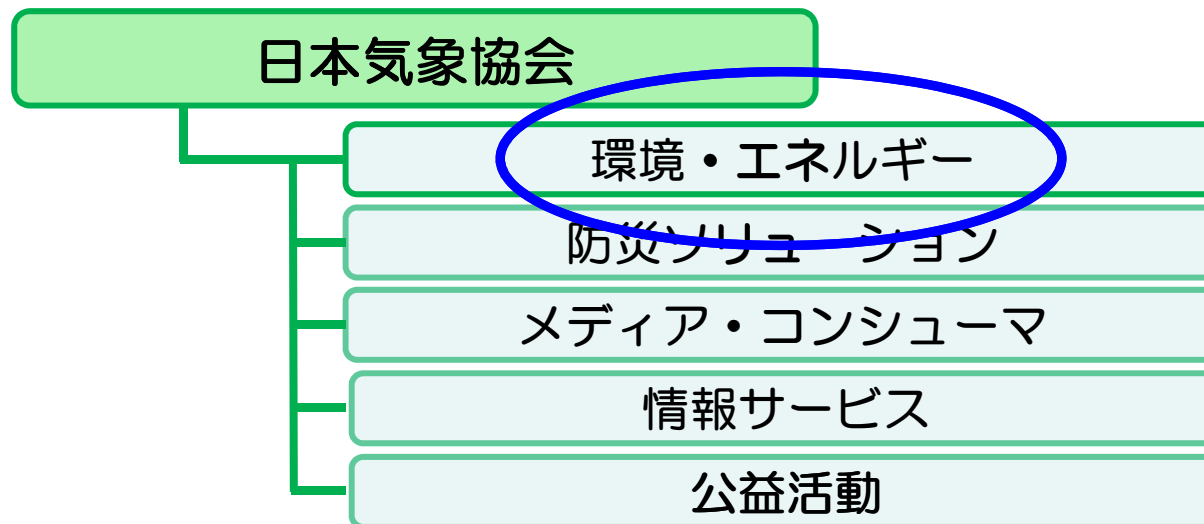 日本気象協会
環境・エネルギー
防災ソリューション
メディア・コンシューマ
情報サービス
公益活動